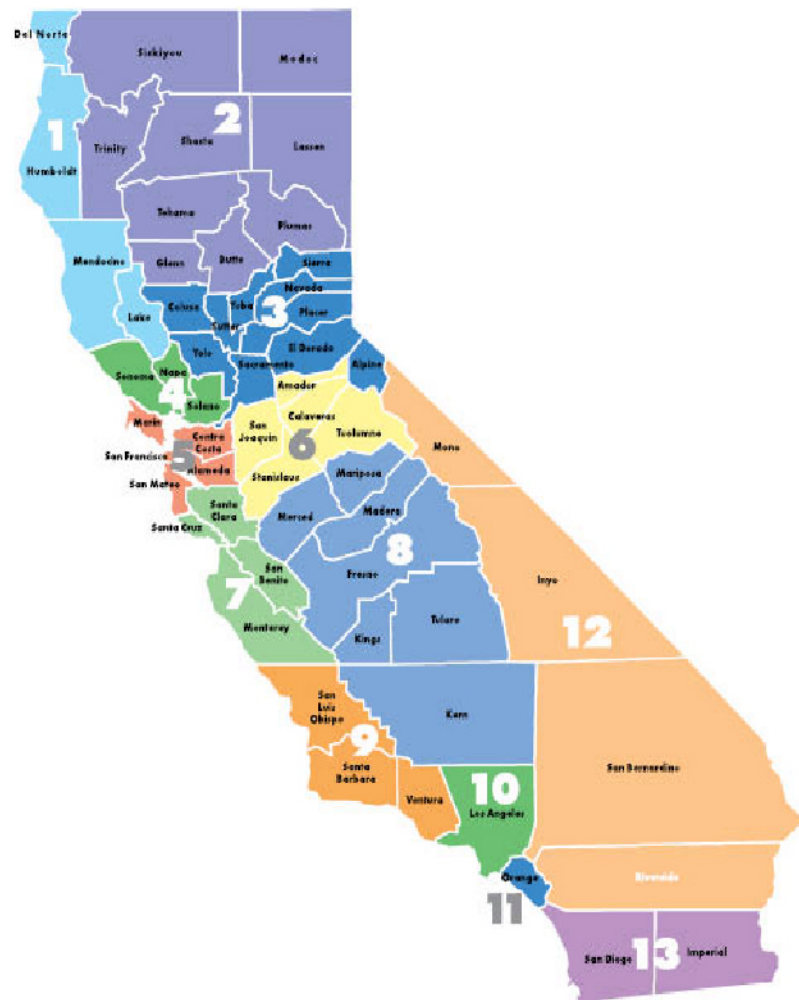 Del Norte
Siskiyou
Modoc
1
2
Humboldt
Trinity
Shasta
Lassen
Tehama
Plumas
Mendocino
Glenn
Butte
Sierra
Lake
Colusa
Sutter
Yuba
Nevada
3
Placer
Yolo
El Dorado
Sacramento
Alpine
Sonoma
Napa
4
Solano
Amador
Calaveras
Tuolumne
Marin
Contra
Costa
San
Joaquin
6
Mono
San Francisco
5
Alameda
San Mateo
Stanislaus
Mariposa
Santa
Clara
Santa Cruz
Merced
Madera
8
Fresno
San
Benito
7
Monterey
Inyo
12
Kings
Tulare
San
Luis
Obispo
Kern
9
Santa
Barbara
San Bernardino
10
Ventura
Los Angeles
Orange
11
Riverside
San Diego
13
Imperial